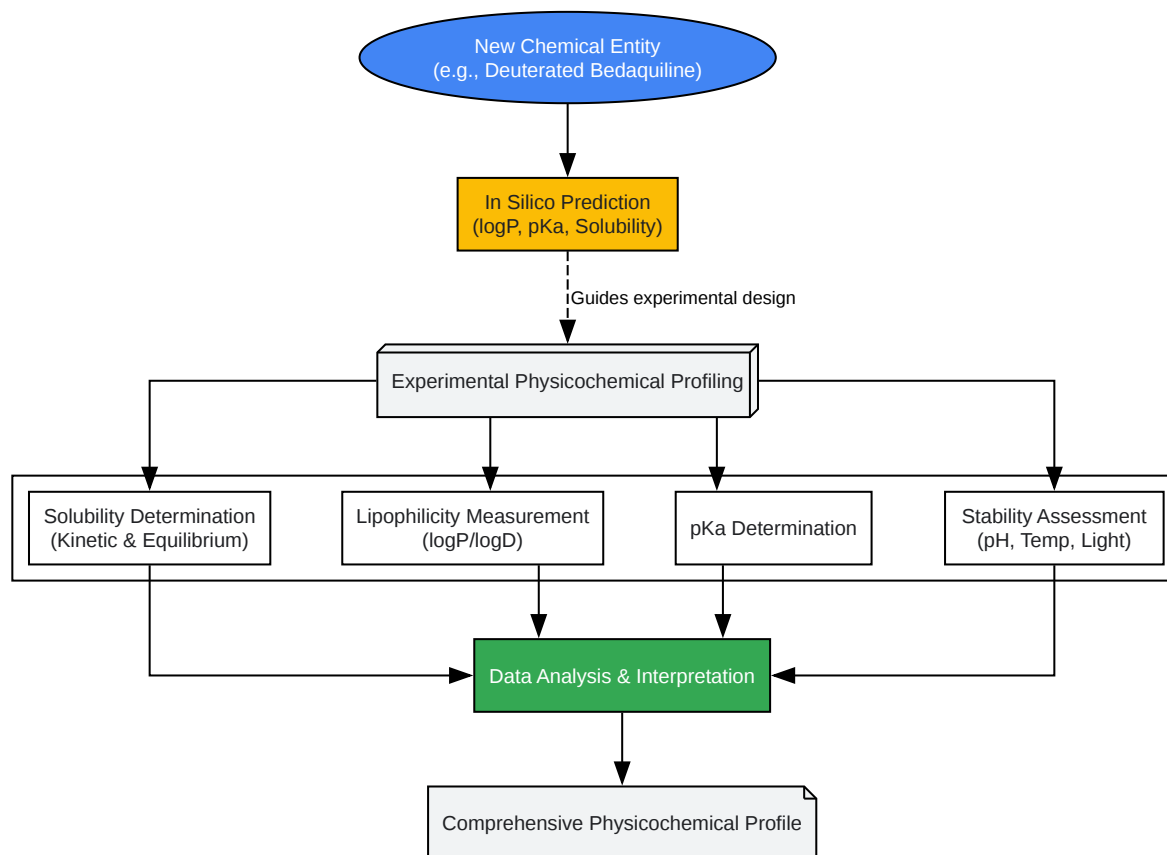 New Chemical Entity
(e.g., Deuterated Bedaquiline)
In Silico Prediction
(logP, pKa, Solubility)
Guides experimental design
Experimental Physicochemical Profiling
Solubility Determination
(Kinetic & Equilibrium)
Lipophilicity Measurement
(logP/logD)
pKa Determination
Stability Assessment
(pH, Temp, Light)
Data Analysis & Interpretation
Comprehensive Physicochemical Profile